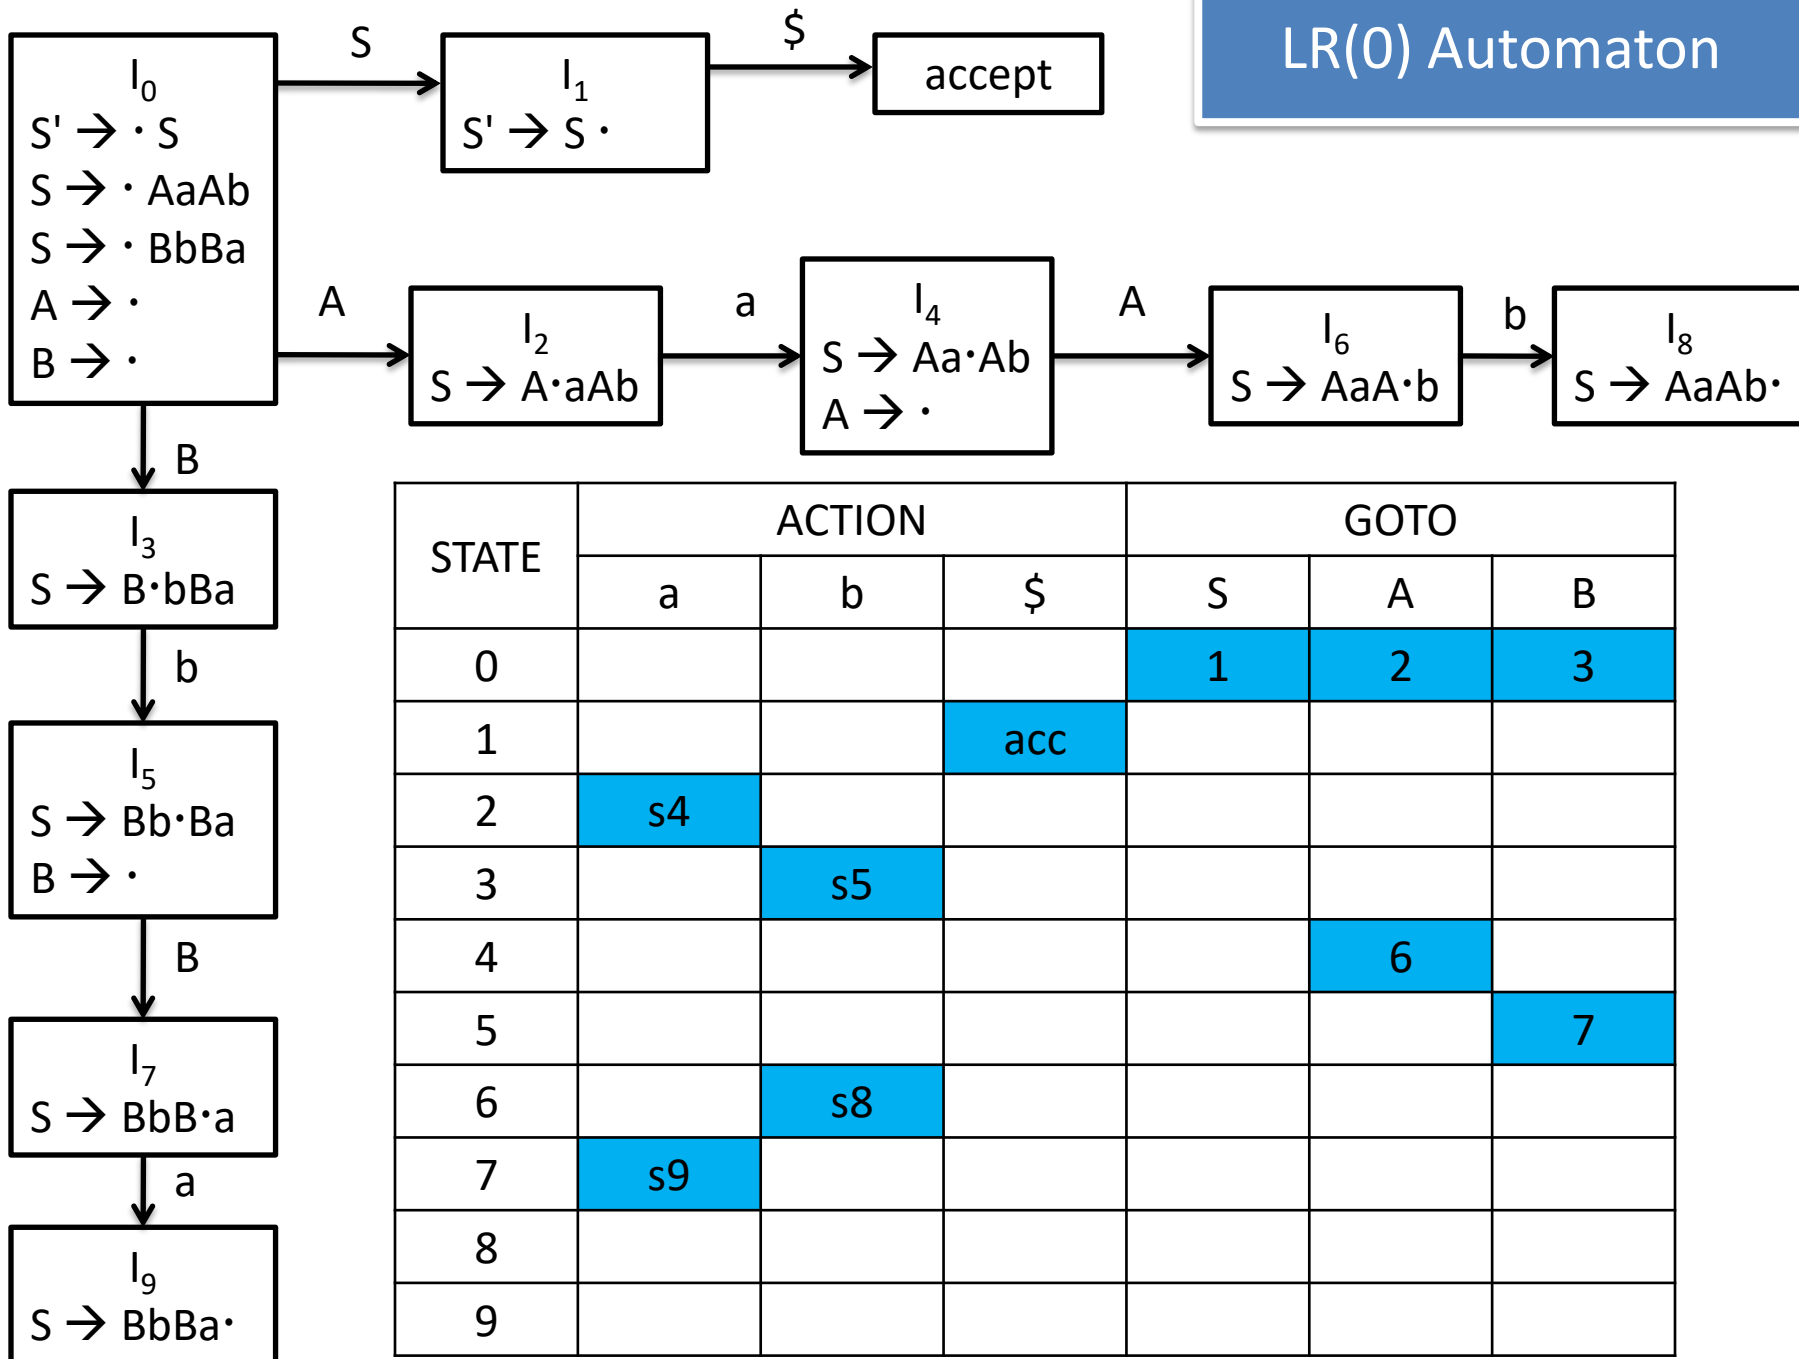 LR(0) Automaton
I₀
S' → · S
S → · AaAb
S → · BbBa
A → ·
B → ·
S
I₁
S' → S ·
$
accept
A
I₂
S → A·aAb
a
I₄
S → Aa·Ab
A → ·
A
I₆
S → AaA·b
b
I₈
S → AaAb·
B
I₃
S → B·bBa
b
I₅
S → Bb·Ba
B → ·
B
I₇
S → BbB·a
a
I₉
S → BbBa·
STATE ACTION GOTO
a b $ S A B
0 1 2 3
1 acc
2 s4
3 s5
4 6
5 7
6 s8
7 s9
8
9